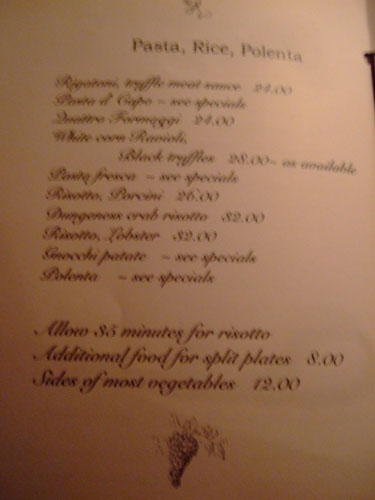 Pasta, Rice, Polenta
Rigatoni, truffle meat sauce 24.00
Pasta d' Capo – see specials
Quattro Formaggi 24.00
White corn Ravioli,
Black truffles 28.00 – as available
Pasta fresca – see specials
Risotto, Porcini 26.00
Dungeness crab risotto 32.00
Risotto, Lobster 32.00
Gnocchi patate – see specials
Polenta – see specials
Allow 35 minutes for risotto
Additional food for split plates 8.00
Sides of most vegetables 12.00